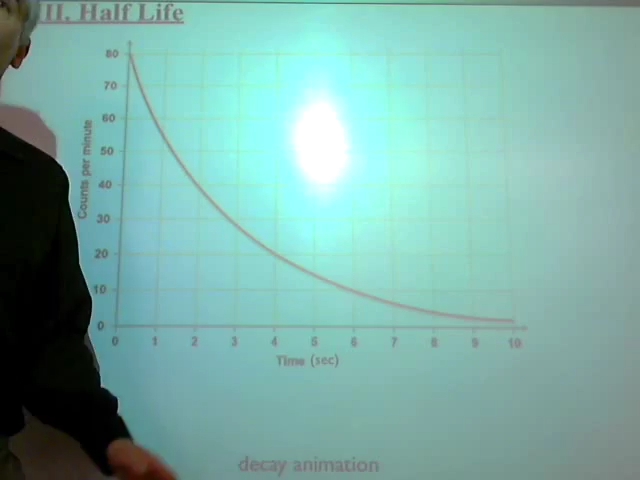 II. Half Life
80
70
60
50
40
30
20
10
0
Counts per minute
0 1 2 3 4 5 6 7 8 9 10
Time (sec)
decay animation